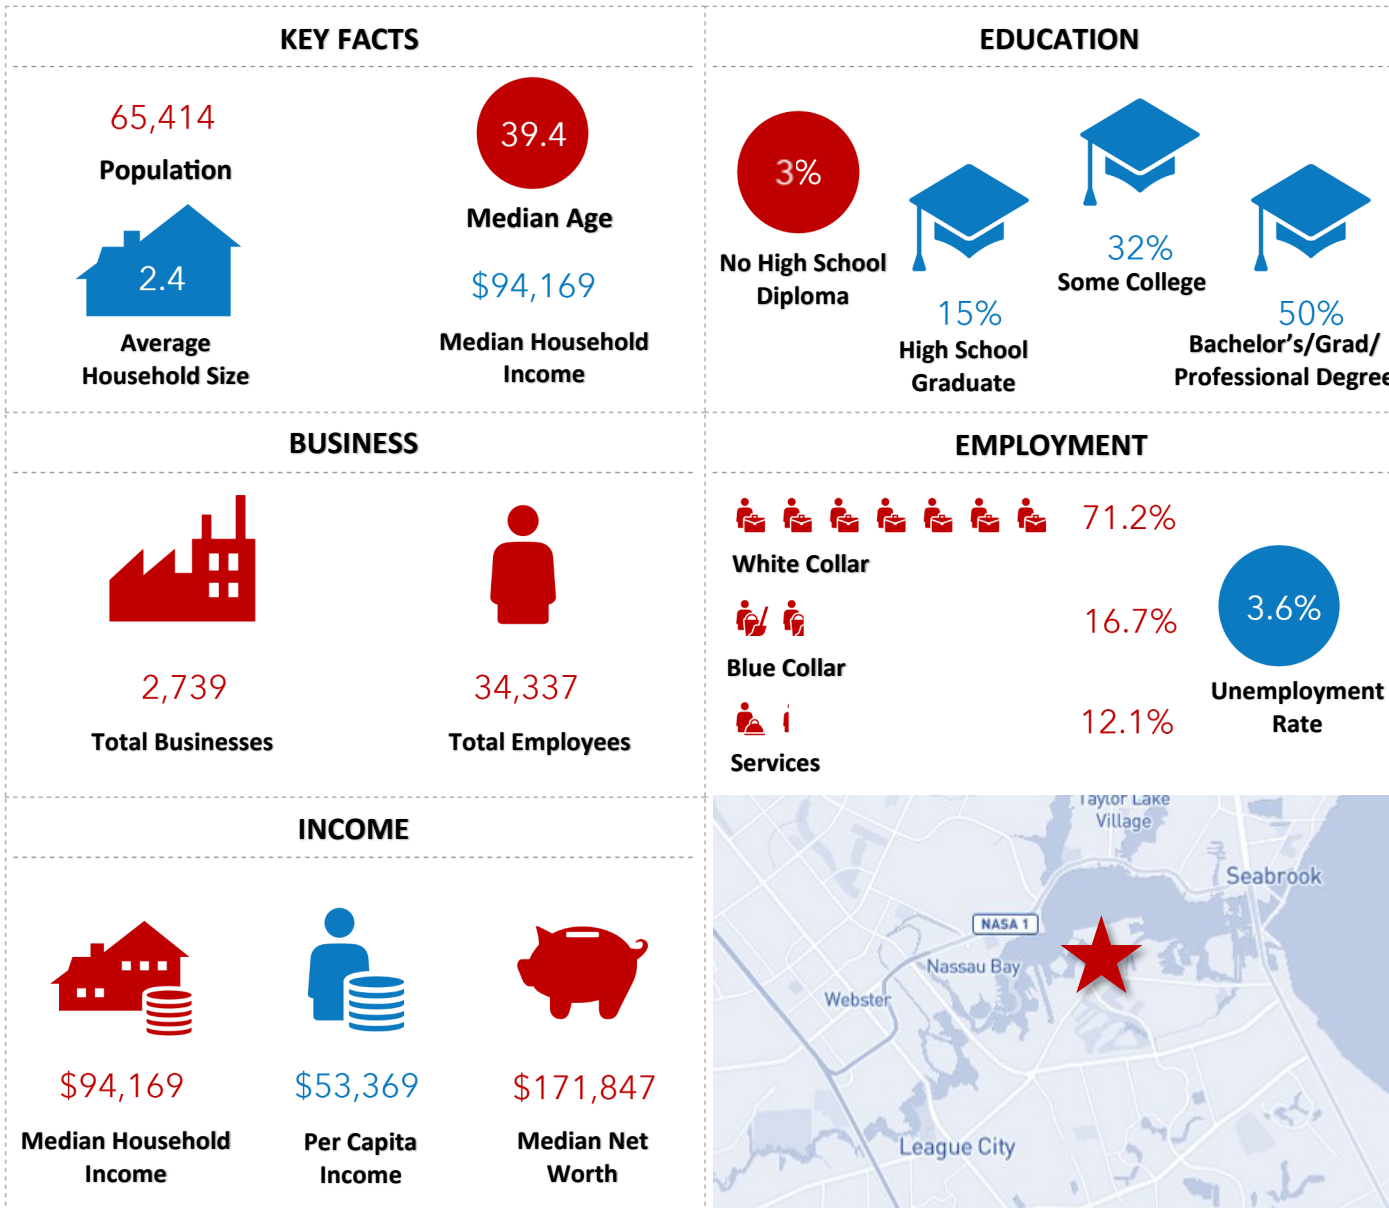 KEY FACTS
65,414
Population
39.4
Median Age
2.4
Average
Household Size
$94,169
Median Household
Income
EDUCATION
3%
No High School
Diploma
15%
High School
Graduate
32%
Some College
50%
Bachelor's/Grad/
Professional Degree
BUSINESS
2,739
Total Businesses
34,337
Total Employees
EMPLOYMENT
71.2%
White Collar
16.7%
Blue Collar
12.1%
Services
3.6%
Unemployment
Rate
INCOME
$94,169
Median Household
Income
$53,369
Per Capita
Income
$171,847
Median Net
Worth
Taylor Lake
Village
Seabrook
NASA 1
Nassau Bay
Webster
League City